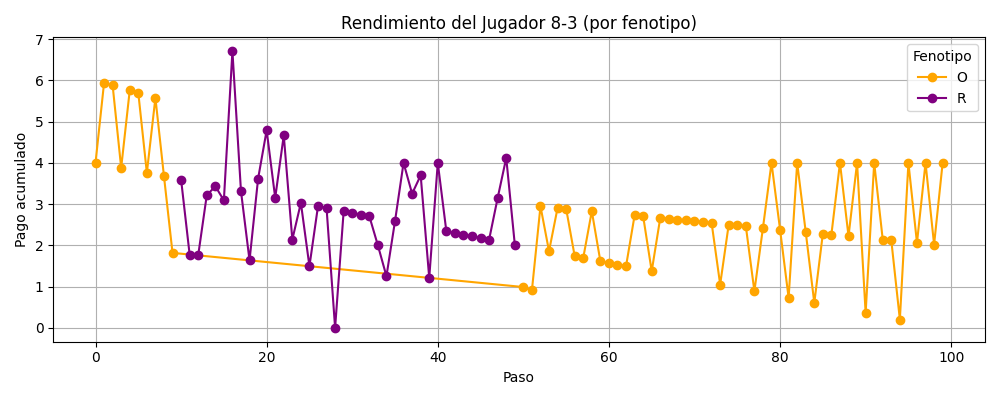 Rendimiento del Jugador 8-3 (por fenotipo)
Pago acumulado
7
6
5
4
3
2
1
0
Fenotipo
O
R
0 20 40 60 80 100
Paso